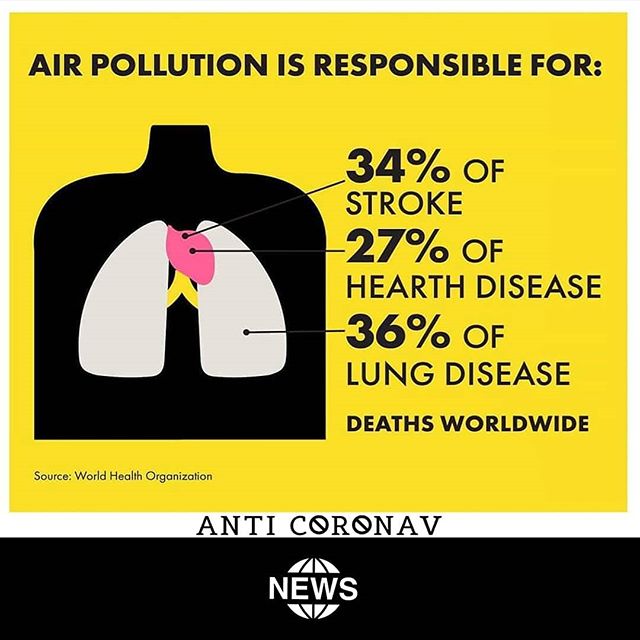 AIR POLLUTION IS RESPONSIBLE FOR:
34% OF
STROKE
27% OF
HEARTH DISEASE
36% OF
LUNG DISEASE
DEATHS WORLDWIDE
Source: World Health Organization
ANTI CORONAV
NEWS